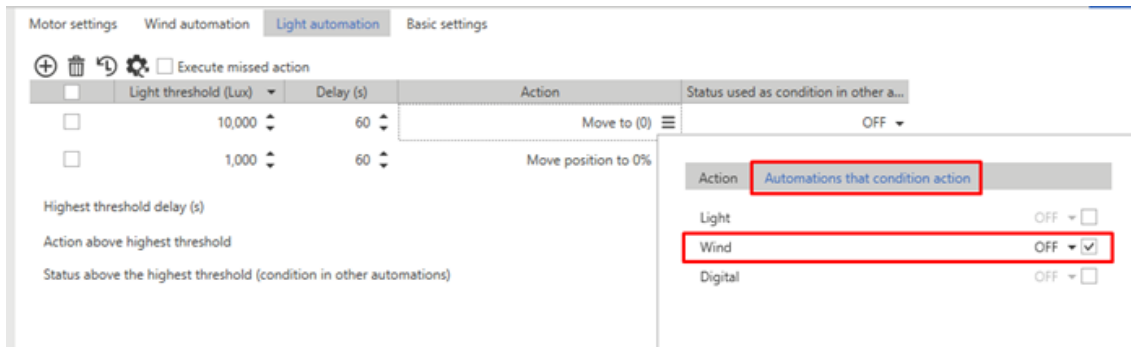 Motor settings Wind automation Light automation Basic settings
Execute missed action
Light threshold (Lux) Delay (s) Action Status used as condition in other a...
10,000 60 Move to (0) OFF
1,000 60 Move position to 0%
Action Automations that condition action
Highest threshold delay (s)
Light OFF
Action above highest threshold
Wind OFF
Status above the highest threshold (condition in other automations)
Digital OFF